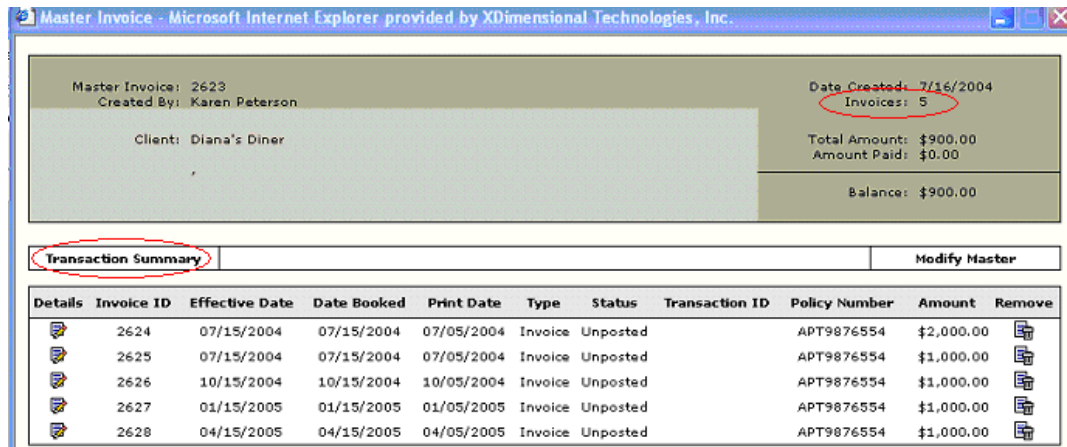 Master Invoice - Microsoft Internet Explorer provided by XDimensional Technologies, Inc.
Master Invoice: 2623
Created By: Karen Peterson
Client: Diana's Diner
,
Date Created: 7/16/2004
Invoices: 5
Total Amount: $900.00
Amount Paid: $0.00
Balance: $900.00
Transaction Summary Modify Master
Details Invoice ID Effective Date Date Booked Print Date Type Status Transaction ID Policy Number Amount Remove
2624 07/15/2004 07/15/2004 07/05/2004 Invoice Unposted APT9876554 $2,000.00
2625 07/15/2004 07/15/2004 07/05/2004 Invoice Unposted APT9876554 $1,000.00
2626 10/15/2004 10/15/2004 10/05/2004 Invoice Unposted APT9876554 $1,000.00
2627 01/15/2005 01/15/2005 01/05/2005 Invoice Unposted APT9876554 $1,000.00
2628 04/15/2005 04/15/2005 04/05/2005 Invoice Unposted APT9876554 $1,000.00